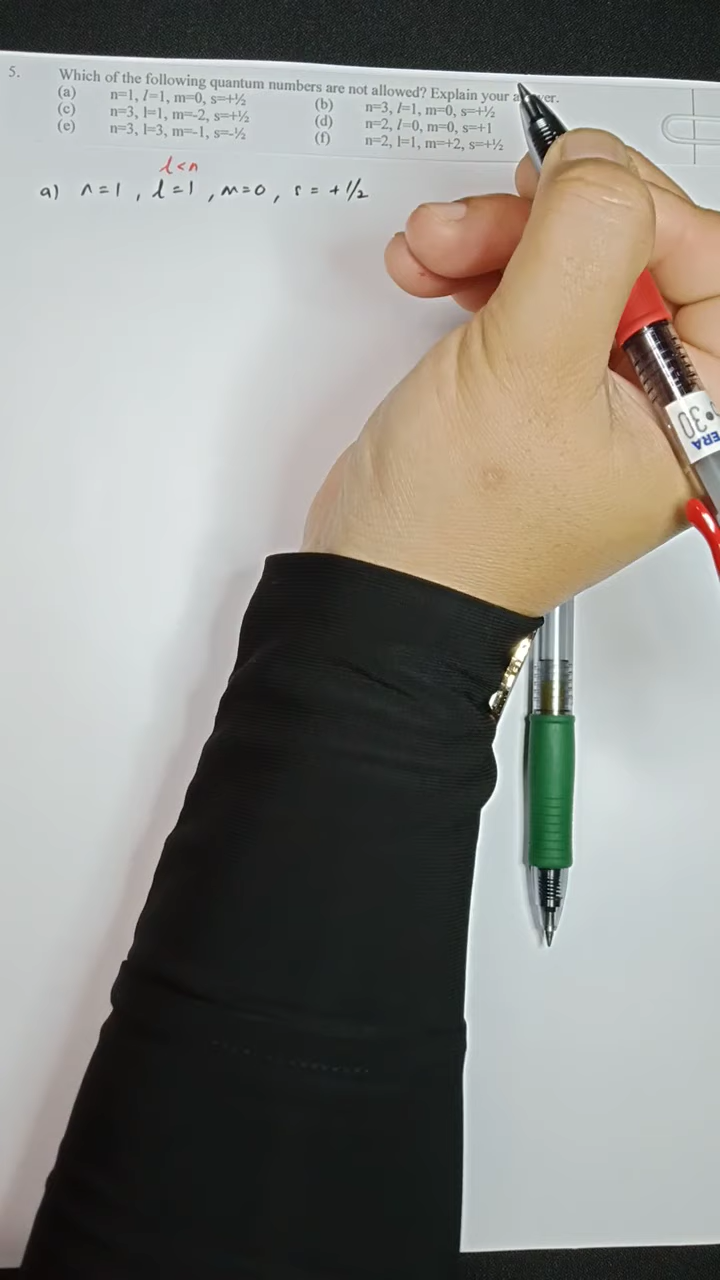 5. Which of the following quantum numbers are not allowed? Explain your
(a) n=1, l=1, m=0, s=+½ (b) n=3, l=1, m=0, s=+½
(c) n=3, l=1, m=-2, s=+½ (d) n=2, l=0, m=0, s=+1
(e) n=3, l=3, m=-1, s=-½ (f) n=2, l=1, m=+2, s=+½
l<n
a) n=1 , l=1 , m=0 , s = +1/2
30
ERA